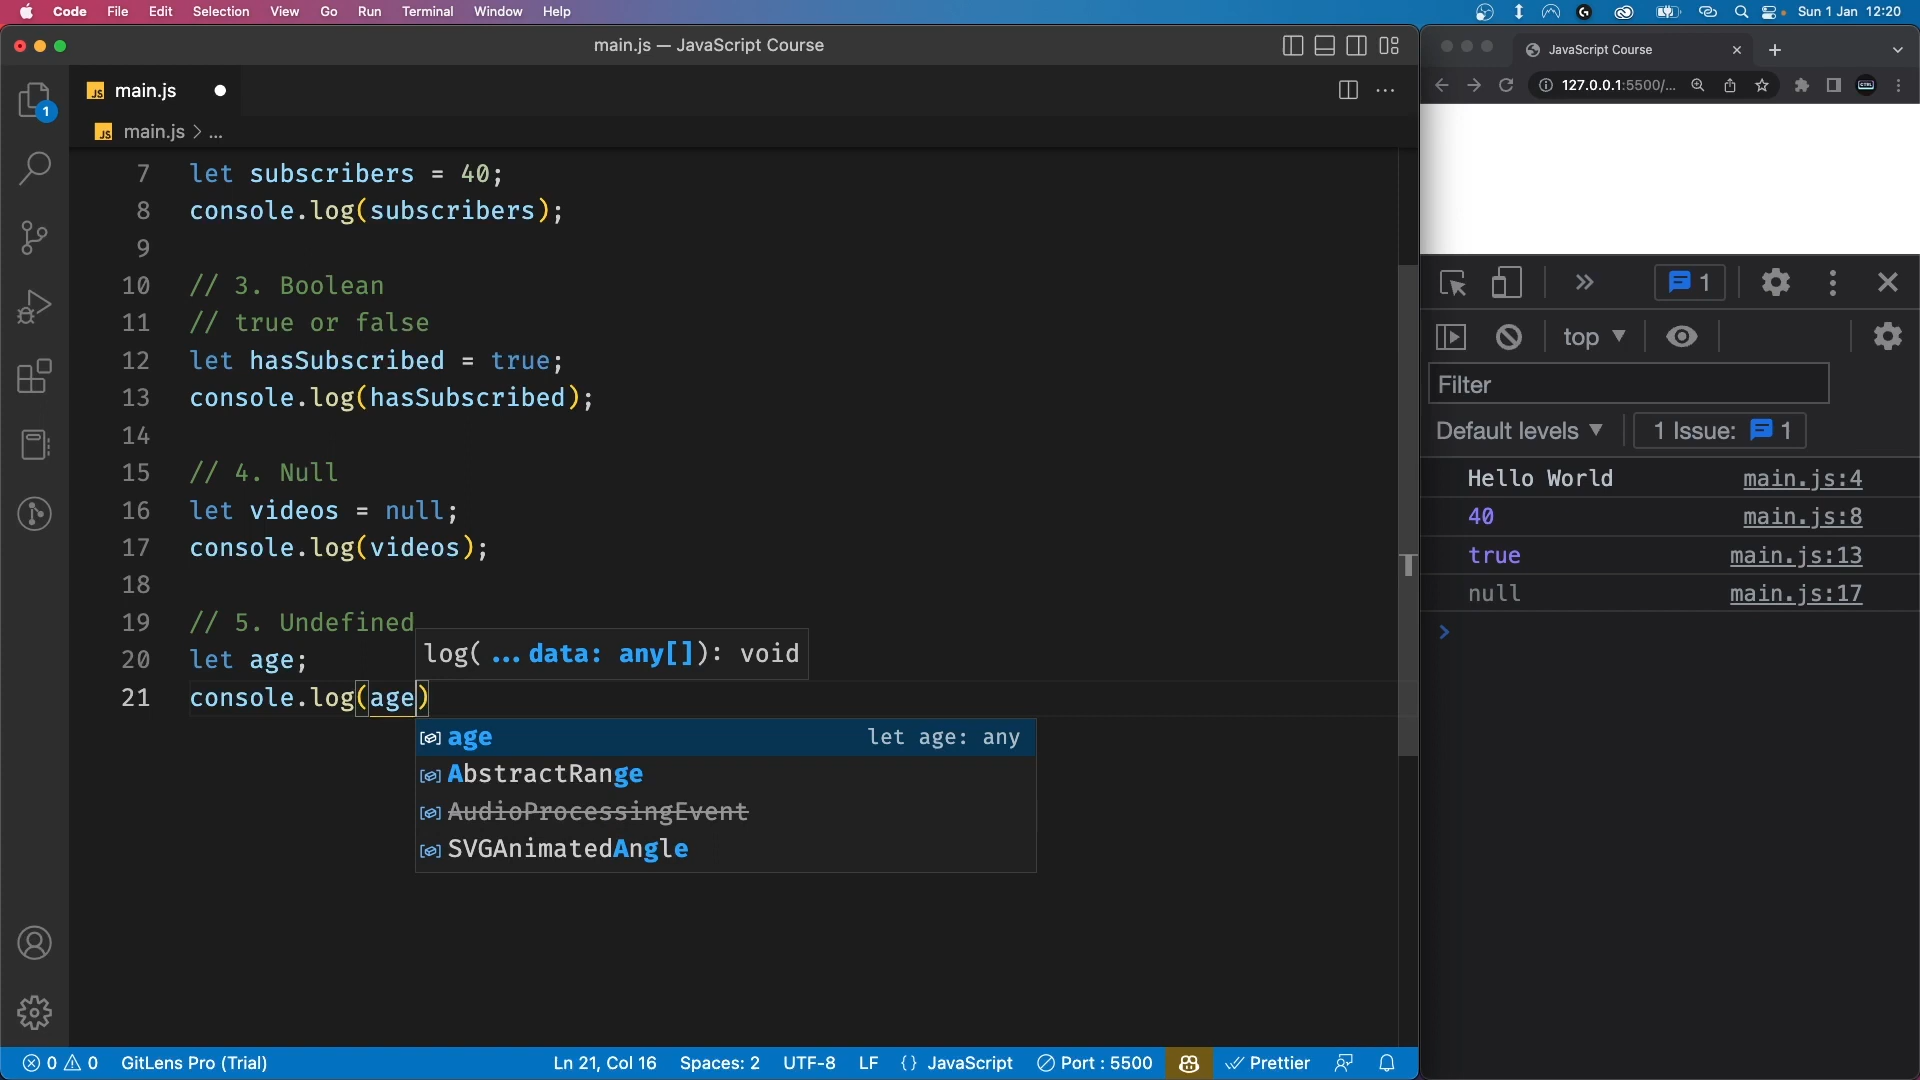 Code File Edit Selection View Go Run Terminal Window Help
Sun 1 Jan 12:20
main.js — JavaScript Course
JS main.js
JS main.js > ...
1
7 let subscribers = 40;
8 console.log(subscribers);
9
10 // 3. Boolean
11 // true or false
12 let hasSubscribed = true;
13 console.log(hasSubscribed);
14
15 // 4. Null
16 let videos = null;
17 console.log(videos);
18
19 // 5. Undefined
log(...data: any[]): void
20 let age;
21 console.log(age)
age let age: any
AbstractRange
AudioProcessingEvent
SVGAnimatedAngle
0 0 GitLens Pro (Trial) Ln 21, Col 16 Spaces: 2 UTF-8 LF {} JavaScript Port : 5500 Prettier
JavaScript Course
127.0.0.1:5500/...
1
top
Filter
Default levels 1 Issue: 1
Hello World main.js:4
40 main.js:8
true main.js:13
null main.js:17
>